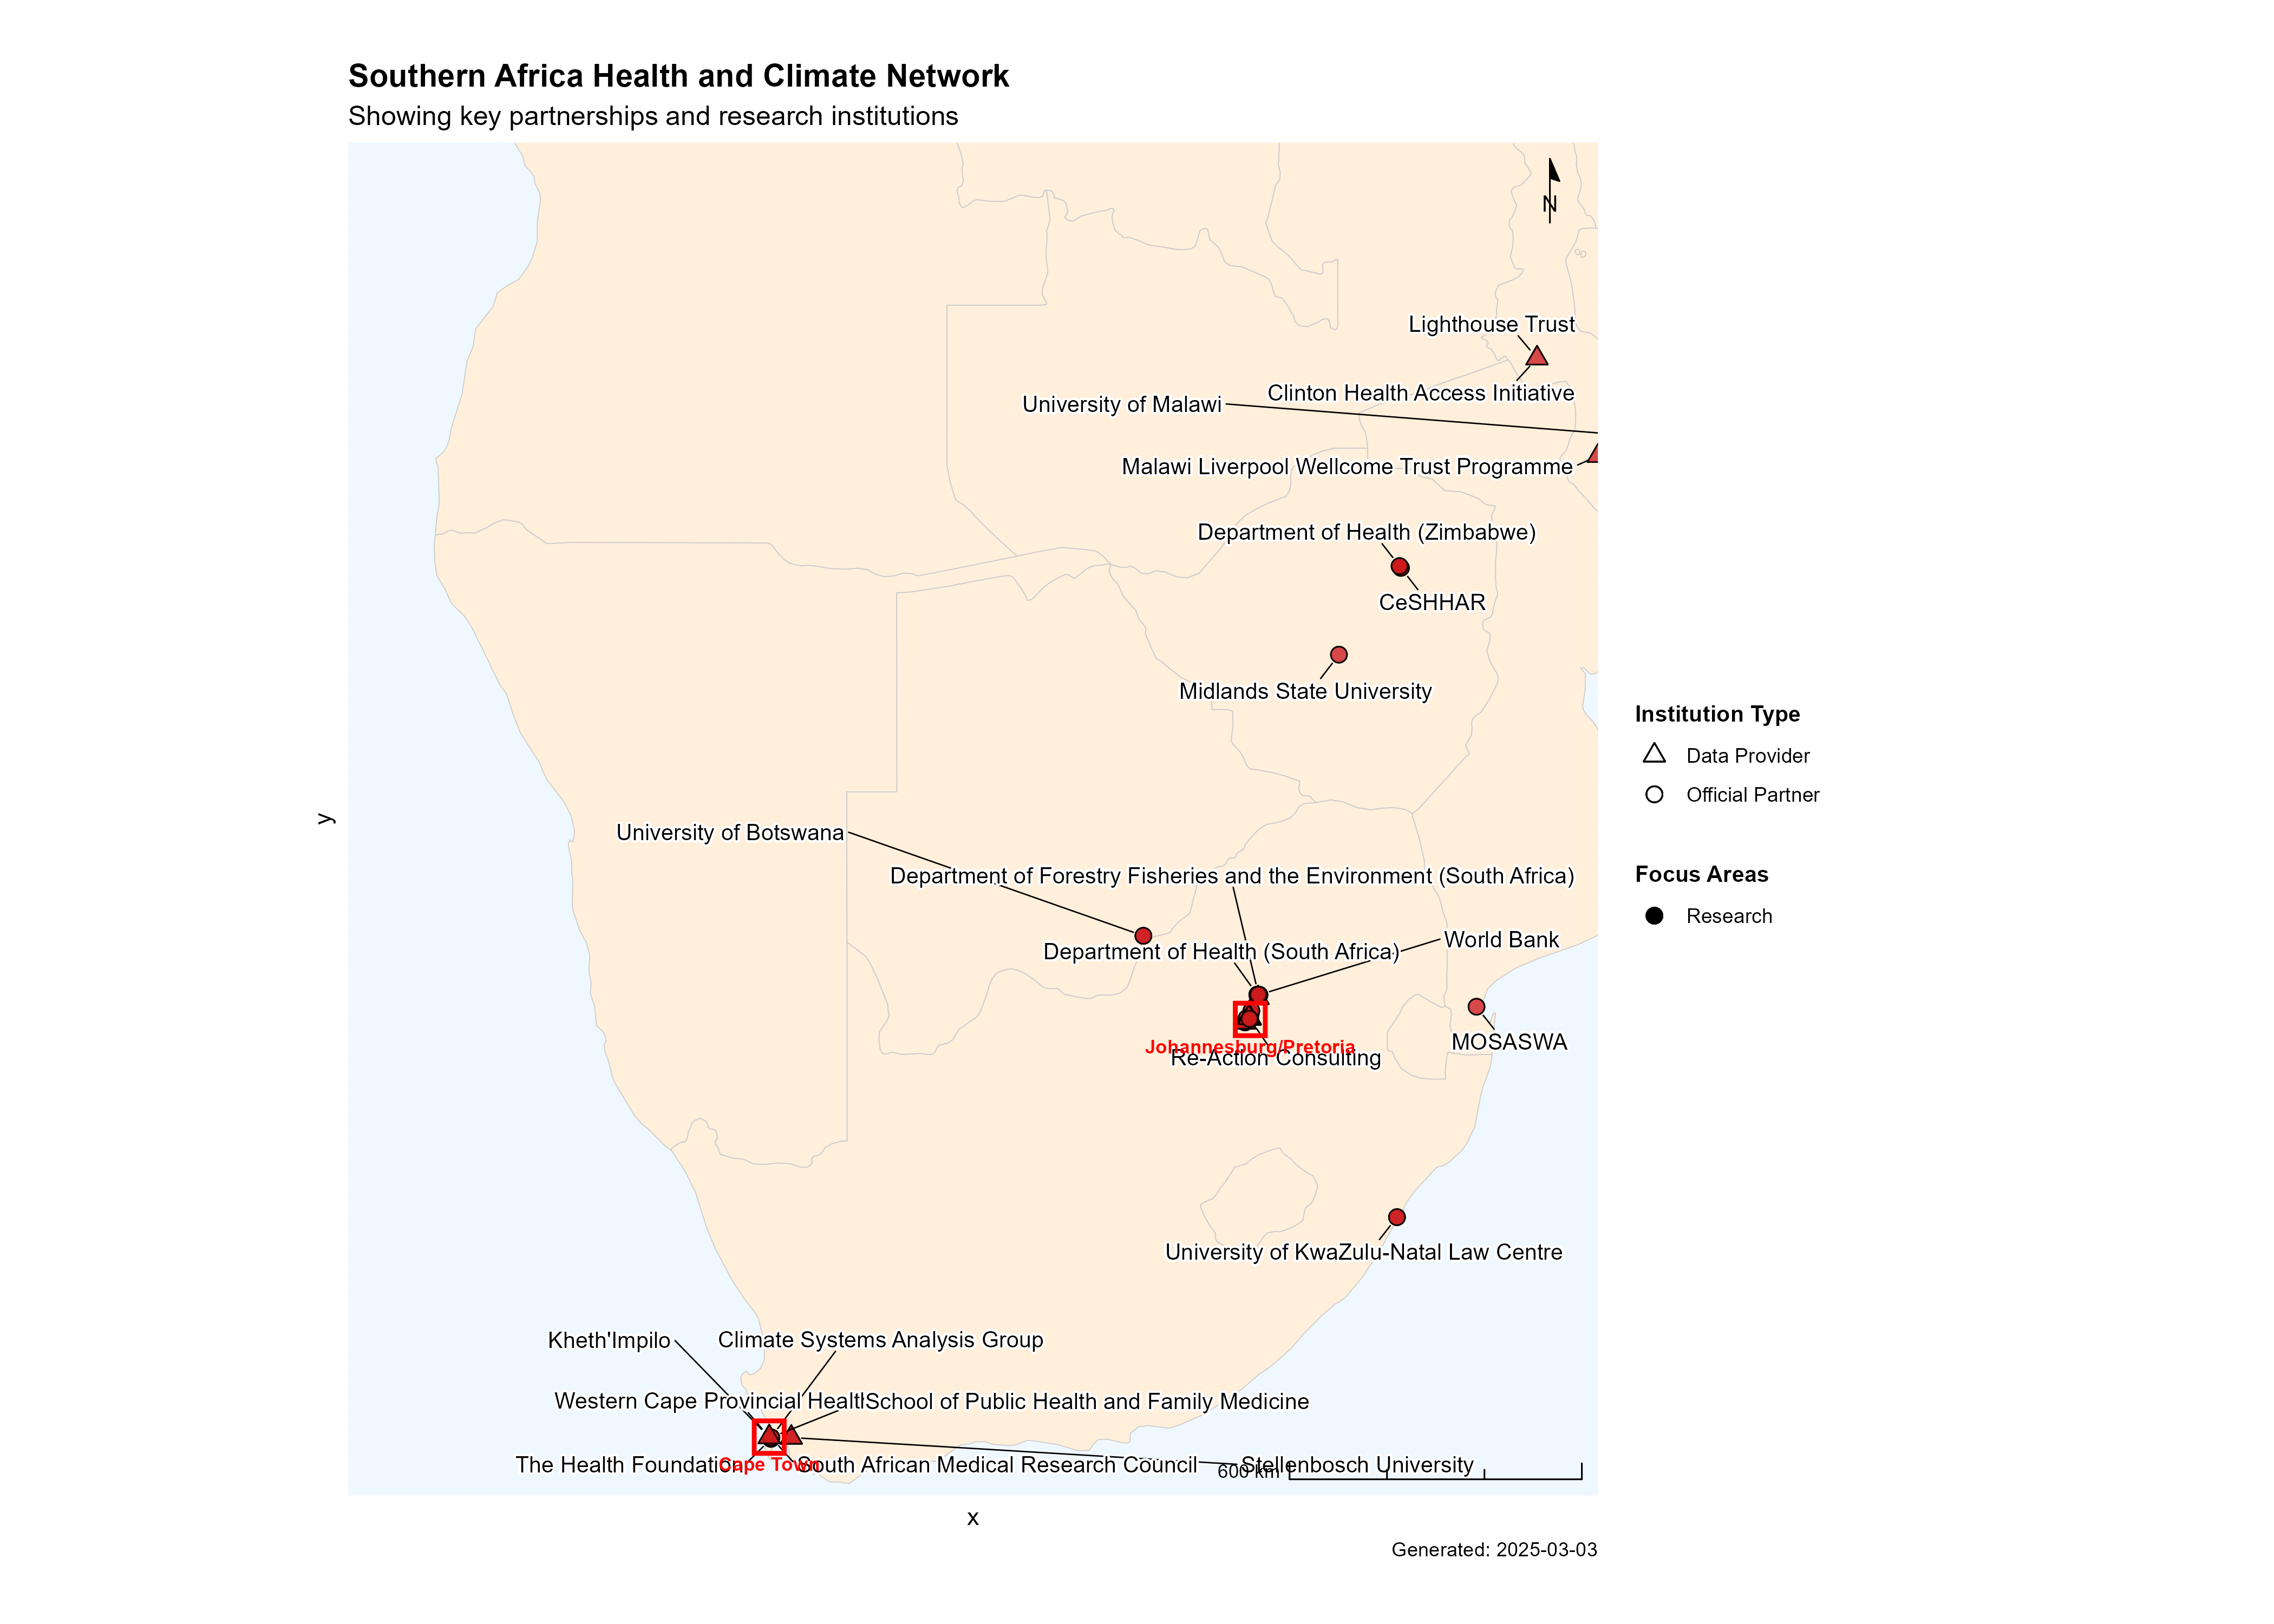 Southern Africa Health and Climate Network
Showing key partnerships and research institutions
N
Lighthouse Trust
Clinton Health Access Initiative
University of Malawi
Malawi Liverpool Wellcome Trust Programme
Department of Health (Zimbabwe)
CeSHHAR
Midlands State University
Institution Type
Data Provider
Official Partner
Focus Areas
Research
y
University of Botswana
Department of Forestry Fisheries and the Environment (South Africa)
World Bank
Department of Health (South Africa)
MOSASWA
Johannesburg/Pretoria
Re-Action Consulting
University of KwaZulu-Natal Law Centre
Kheth'Impilo
Climate Systems Analysis Group
Western Cape Provincial Health
School of Public Health and Family Medicine
The Health Foundation
Cape Town
South African Medical Research Council
Stellenbosch University
600 km
x
Generated: 2025-03-03